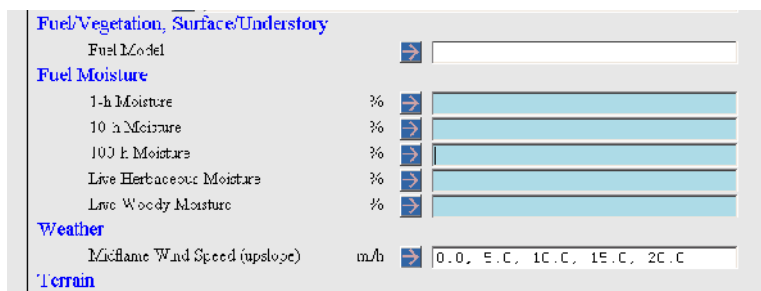 Fuel/Vegetation, Surface/Understory
Fuel Model
Fuel Moisture
1-h Moisture %
10-h Moisture %
100-h Moisture %
Live Herbaceous Moisture %
Live Woody Moisture %
Weather
Midflame Wind Speed (upslope) m/h 0.0, 5.0, 10.0, 15.0, 20.0
Terrain